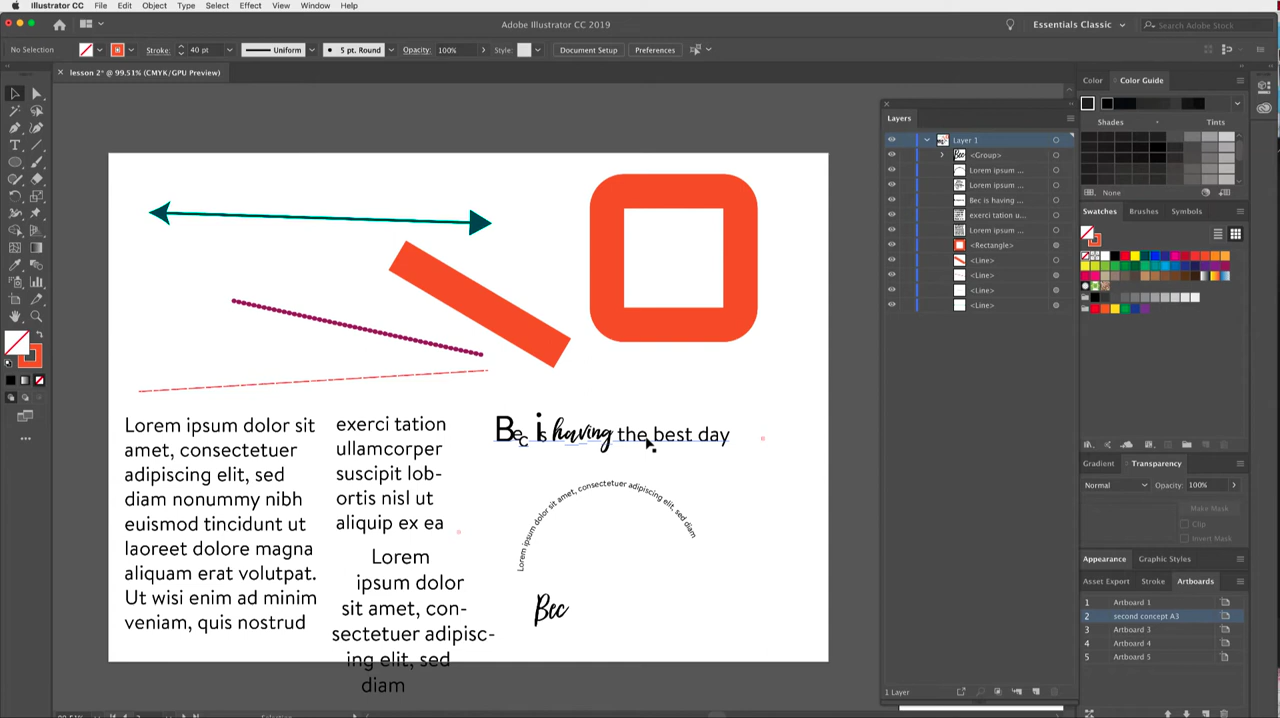 Illustrator CC File Edit Object Type Select Effect View Window Help
Adobe Illustrator CC 2019
Essentials Classic
Search Adobe Stock
No Selection Stroke: 40 pt Uniform 5 pt. Round Opacity: 100% Style: Document Setup Preferences
lesson 2* @ 99.51% (CMYK/GPU Preview)
Layers
Layer 1
<Group>
Lorem ipsum ...
Lorem ipsum ...
Bec is having ...
exerci tation u...
Lorem ipsum ...
<Rectangle>
<Line>
<Line>
<Line>
<Line>
1 Layer
Color Color Guide
Shades Tints
None
Swatches Brushes Symbols
Gradient Transparency
Normal Opacity: 100%
Make Mask
Clip
Invert Mask
Appearance Graphic Styles
Asset Export Stroke Artboards
1 Artboard 1
2 second concept A3
3 Artboard 3
4 Artboard 4
5 Artboard 5
Lorem ipsum dolor sit
amet, consectetuer
adipiscing elit, sed
diam nonummy nibh
euismod tincidunt ut
laoreet dolore magna
aliquam erat volutpat.
Ut wisi enim ad minim
veniam, quis nostrud
exerci tation
ullamcorper
suscipit lob-
ortis nisl ut
aliquip ex ea
Lorem
ipsum dolor
sit amet, con-
sectetuer adipisc-
ing elit, sed
diam
Bec is having the best day
Lorem ipsum dolor sit amet, consectetuer adipiscing elit, sed diam
Bec
99.51% 2 Selection